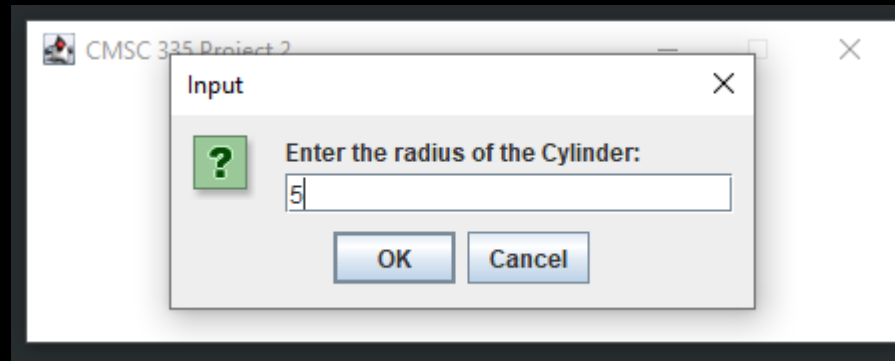 CMSC 335 Project 2
Input
Enter the radius of the Cylinder:
5
OK Cancel